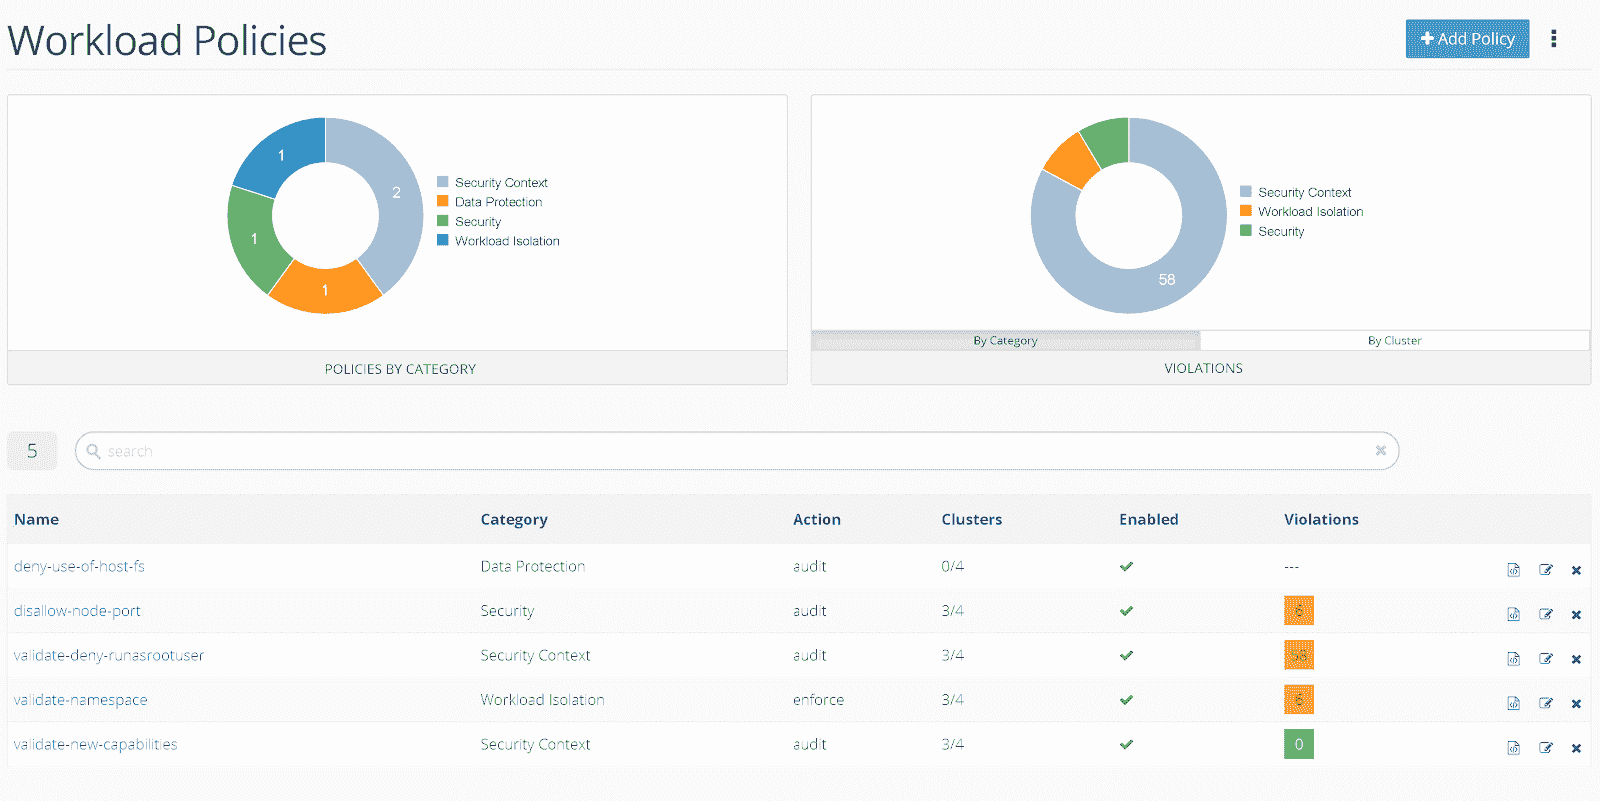 Workload Policies
Add Policy
1
2
1
1
Security Context
Data Protection
Security
Workload Isolation
POLICIES BY CATEGORY
58
Security Context
Workload Isolation
Security
By Category By Cluster
VIOLATIONS
5 search
Name Category Action Clusters Enabled Violations
deny-use-of-host-fs Data Protection audit 0/4 ---
disallow-node-port Security audit 3/4 6
validate-deny-runasrootuser Security Context audit 3/4 58
validate-namespace Workload Isolation enforce 3/4 6
validate-new-capabilities Security Context audit 3/4 0